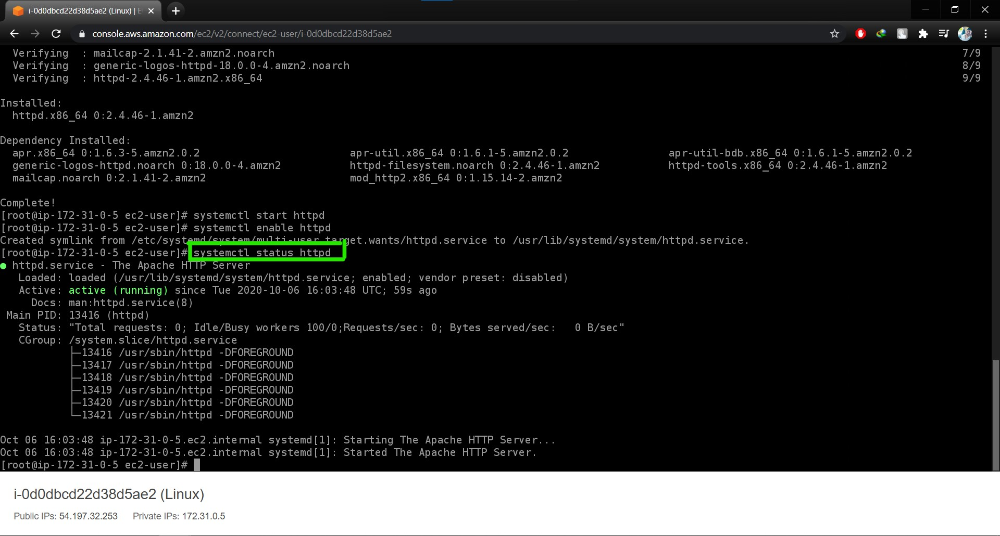 i-0d0dbcd22d38d5ae2 (Linux) | E
console.aws.amazon.com/ec2/v2/connect/ec2-user/i-0d0dbcd22d38d5ae2
Verifying : mailcap-2.1.41-2.amzn2.noarch 7/9
Verifying : generic-logos-httpd-18.0.0-4.amzn2.noarch 8/9
Verifying : httpd-2.4.46-1.amzn2.x86_64 9/9
Installed:
httpd.x86_64 0:2.4.46-1.amzn2
Dependency Installed:
apr.x86_64 0:1.6.3-5.amzn2.0.2 apr-util.x86_64 0:1.6.1-5.amzn2.0.2 apr-util-bdb.x86_64 0:1.6.1-5.amzn2.0.2
generic-logos-httpd.noarch 0:18.0.0-4.amzn2 httpd-filesystem.noarch 0:2.4.46-1.amzn2 httpd-tools.x86_64 0:2.4.46-1.amzn2
mailcap.noarch 0:2.1.41-2.amzn2 mod_http2.x86_64 0:1.15.14-2.amzn2
Complete!
[root@ip-172-31-0-5 ec2-user]# systemctl start httpd
[root@ip-172-31-0-5 ec2-user]# systemctl enable httpd
Created symlink from /etc/systemd/system/multi-user.target.wants/httpd.service to /usr/lib/systemd/system/httpd.service.
[root@ip-172-31-0-5 ec2-user]# systemctl status httpd
● httpd.service - The Apache HTTP Server
Loaded: loaded (/usr/lib/systemd/system/httpd.service; enabled; vendor preset: disabled)
Active: active (running) since Tue 2020-10-06 16:03:48 UTC; 59s ago
Docs: man:httpd.service(8)
Main PID: 13416 (httpd)
Status: "Total requests: 0; Idle/Busy workers 100/0;Requests/sec: 0; Bytes served/sec:   0 B/sec"
CGroup: /system.slice/httpd.service
├─13416 /usr/sbin/httpd -DFOREGROUND
├─13417 /usr/sbin/httpd -DFOREGROUND
├─13418 /usr/sbin/httpd -DFOREGROUND
├─13419 /usr/sbin/httpd -DFOREGROUND
├─13420 /usr/sbin/httpd -DFOREGROUND
└─13421 /usr/sbin/httpd -DFOREGROUND
Oct 06 16:03:48 ip-172-31-0-5.ec2.internal systemd[1]: Starting The Apache HTTP Server...
Oct 06 16:03:48 ip-172-31-0-5.ec2.internal systemd[1]: Started The Apache HTTP Server.
[root@ip-172-31-0-5 ec2-user]#
i-0d0dbcd22d38d5ae2 (Linux)
Public IPs: 54.197.32.253 Private IPs: 172.31.0.5